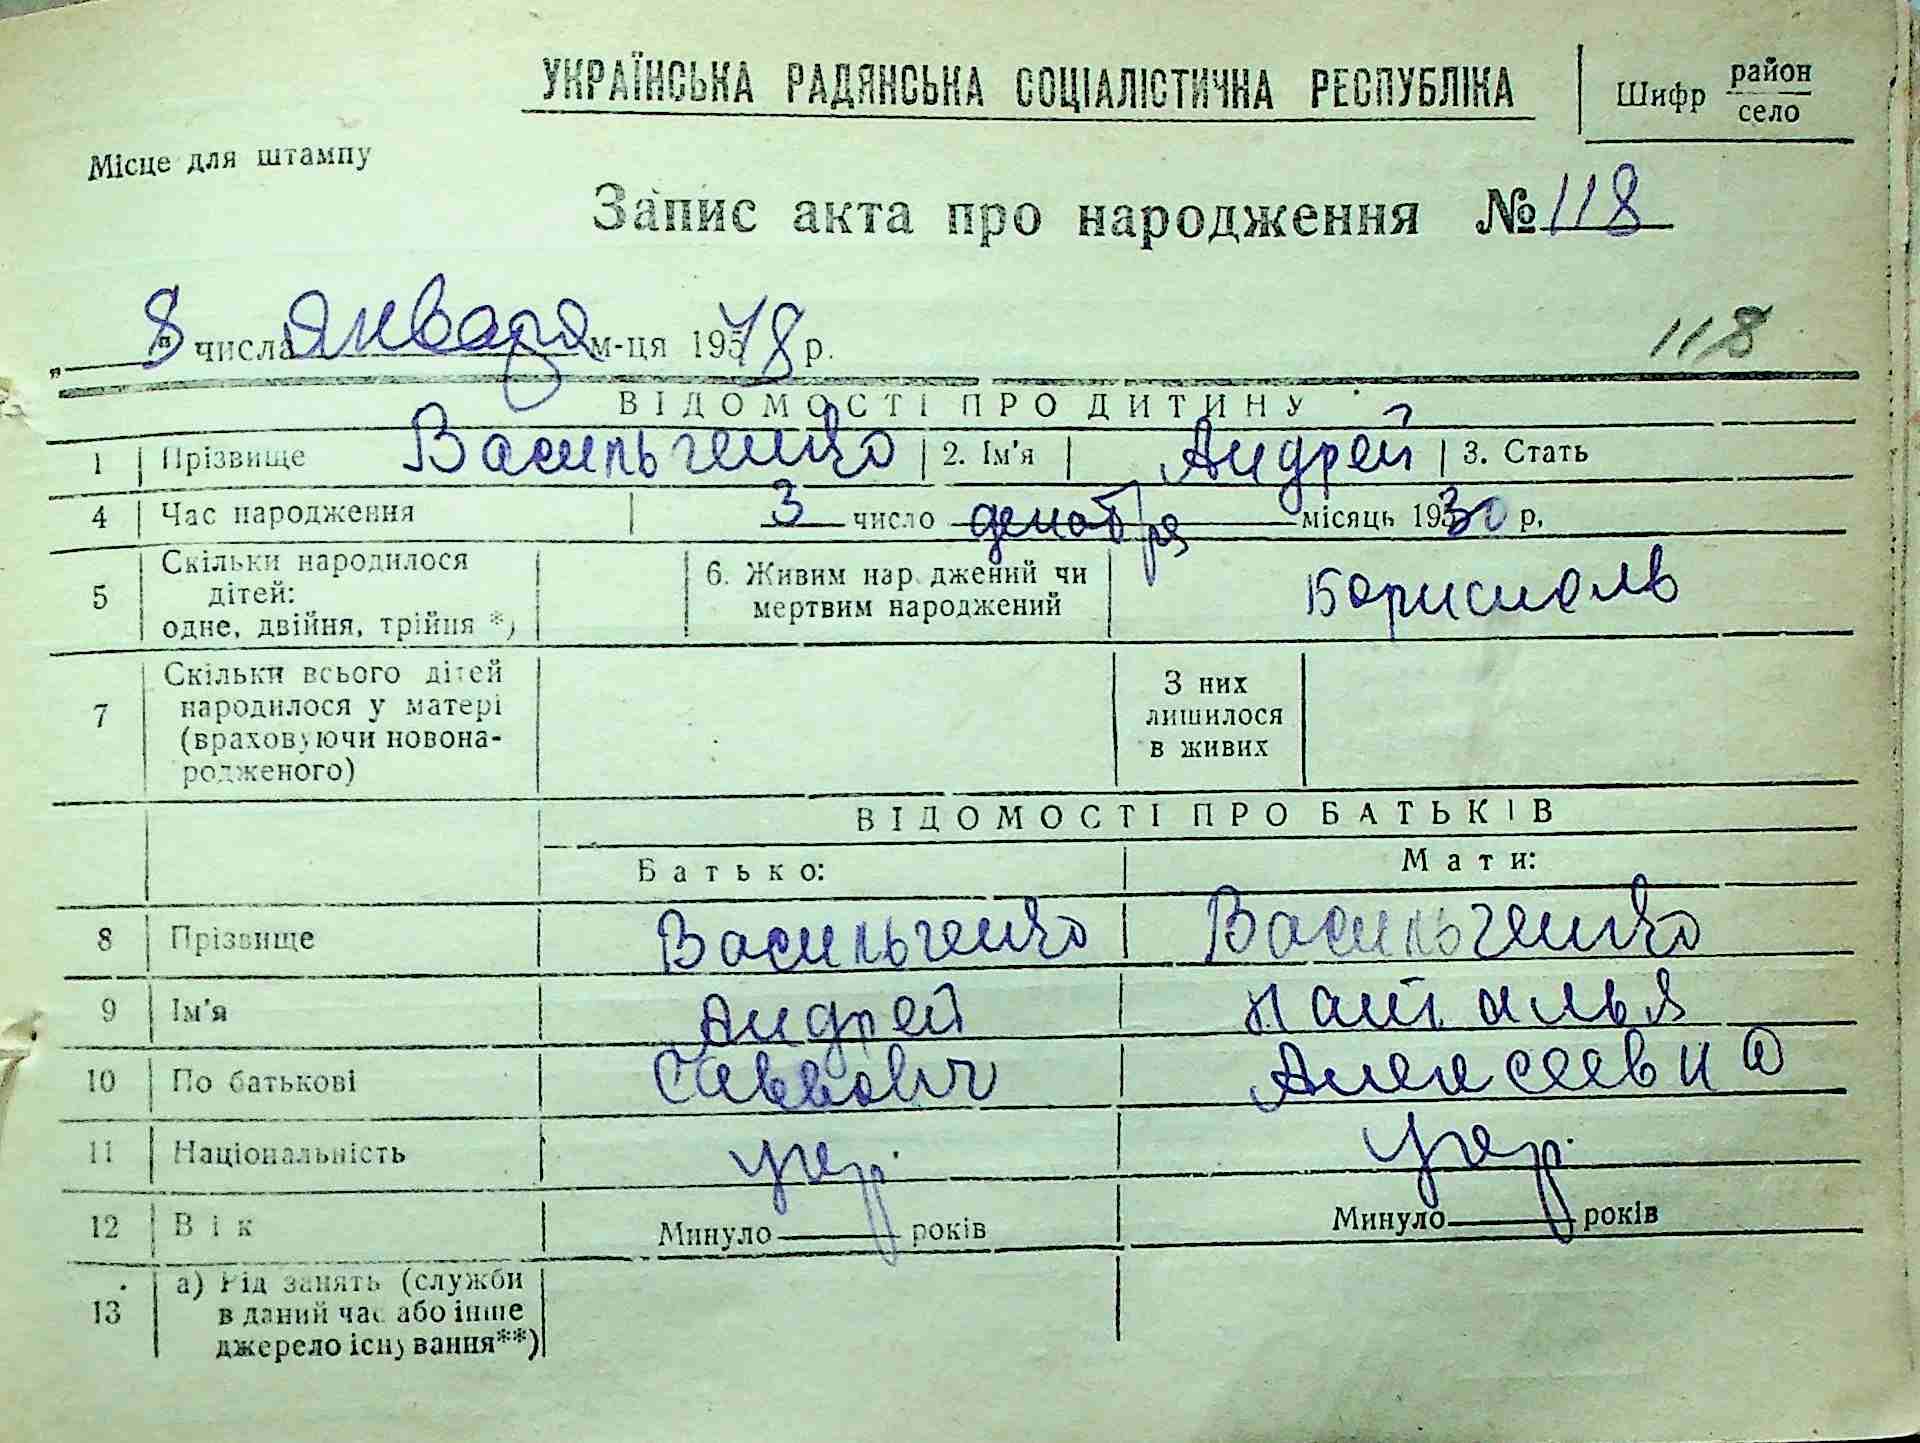 УКРАЇНСЬКА РАДЯНСЬКА СОЦІАЛІСТИЧНА РЕСПУБЛІКА
Шифр район село
Місце для штампу
Запис акта про народження №118
„ 8 " числа января м-ця 1948 р.
118
ВІДОМОСТІ ПРО ДИТИНУ
1 Прізвище Васильченко 2. Ім'я Андрей 3. Стать
4 Час народження 3 число декабря місяць 1930 р.
5 Скільки народилося дітей: одне, двійня, трійня *)
6. Живим народжений чи мертвим народжений Борисполь
7 Скільки всього дітей народилося у матері (враховуючи новонародженого)
З них лишилося в живих
ВІДОМОСТІ ПРО БАТЬКІВ
Батько: Мати:
8 Прізвище Васильченко Васильченко
9 Ім'я Андрей Наталья
10 По батькові Саввович Алексеевна
11 Національність укр. укр.
12 Вік Минуло років Минуло років
13 а) Рід занять (служби в даний час або інше джерело існування**)